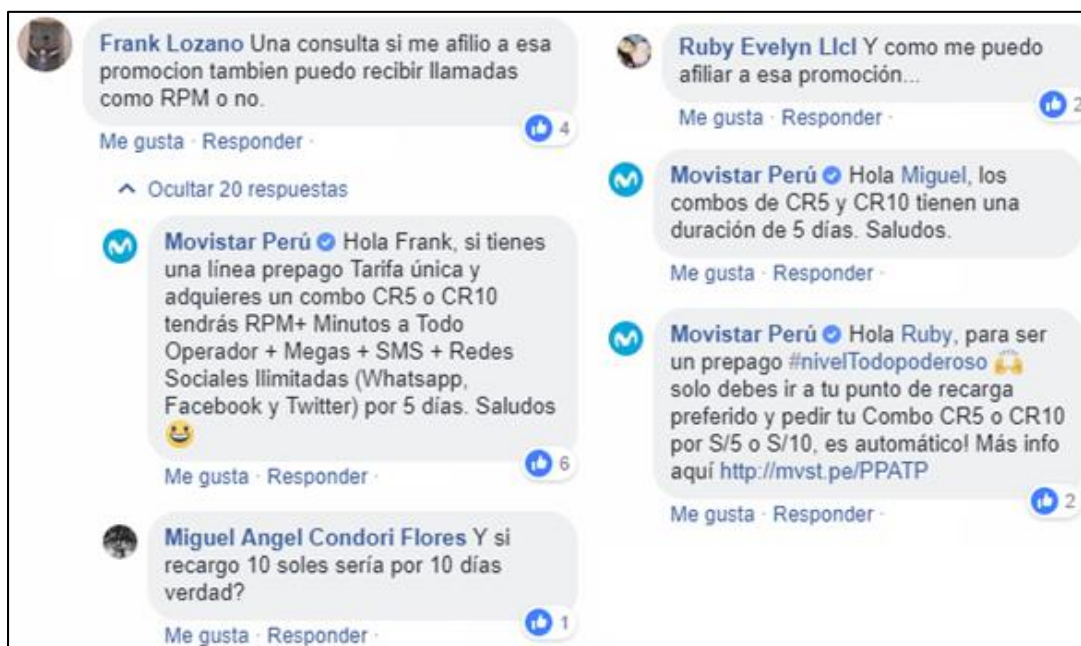 Frank Lozano Una consulta si me afilio a esa
promocion tambien puedo recibir llamadas
como RPM o no.
4
Me gusta · Responder ·
Ocultar 20 respuestas
Movistar Perú Hola Frank, si tienes
una línea prepago Tarifa única y
adquieres un combo CR5 o CR10
tendrás RPM+ Minutos a Todo
Operador + Megas + SMS + Redes
Sociales Ilimitadas (Whatsapp,
Facebook y Twitter) por 5 días. Saludos
😀
6
Me gusta · Responder ·
Miguel Angel Condori Flores Y si
recargo 10 soles sería por 10 días
verdad?
1
Me gusta · Responder ·
Ruby Evelyn Llcl Y como me puedo
afiliar a esa promoción...
2
Me gusta · Responder ·
Movistar Perú Hola Miguel, los
combos de CR5 y CR10 tienen una
duración de 5 días. Saludos.
Me gusta · Responder ·
Movistar Perú Hola Ruby, para ser
un prepago #nivelTodopoderoso 🙌
solo debes ir a tu punto de recarga
preferido y pedir tu Combo CR5 o CR10
por S/5 o S/10, es automático! Más info
aquí http://mvst.pe/PPATP
2
Me gusta · Responder ·